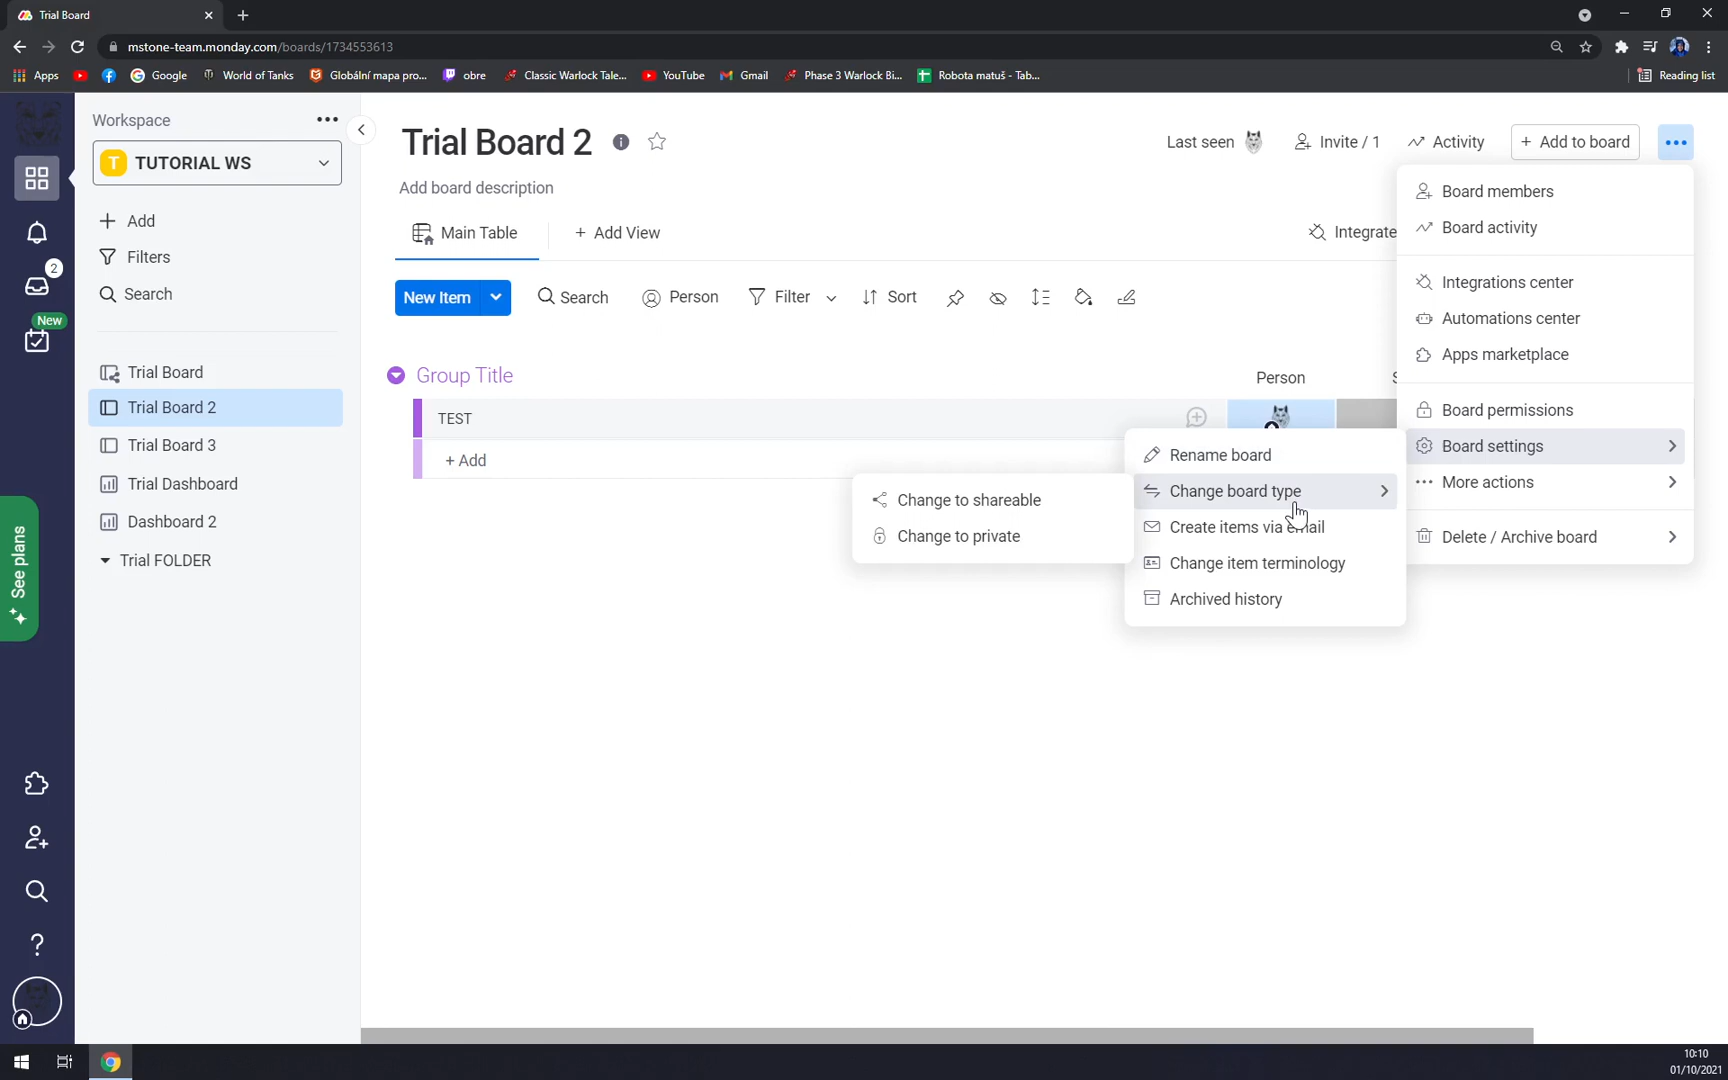 Trial Board
mstone-team.monday.com/boards/1734553613
Apps
Google
World of Tanks
Globální mapa pro...
obre
Classic Warlock Tale...
YouTube
Gmail
Phase 3 Warlock Bi...
Robota matuš - Tab...
Reading list
Workspace
T TUTORIAL WS
Add
Filters
Search
Trial Board
Trial Board 2
Trial Board 3
Trial Dashboard
Dashboard 2
Trial FOLDER
2
New
See plans
Trial Board 2
Last seen
Invite / 1
Activity
+ Add to board
Add board description
Main Table
+ Add View
Integrate
New Item
Search
Person
Filter
Sort
Group Title
Person
TEST
+ Add
Board members
Board activity
Integrations center
Automations center
Apps marketplace
Board permissions
Board settings
More actions
Delete / Archive board
Rename board
Change board type
Create items via email
Change item terminology
Archived history
Change to shareable
Change to private
10:10
01/10/2021